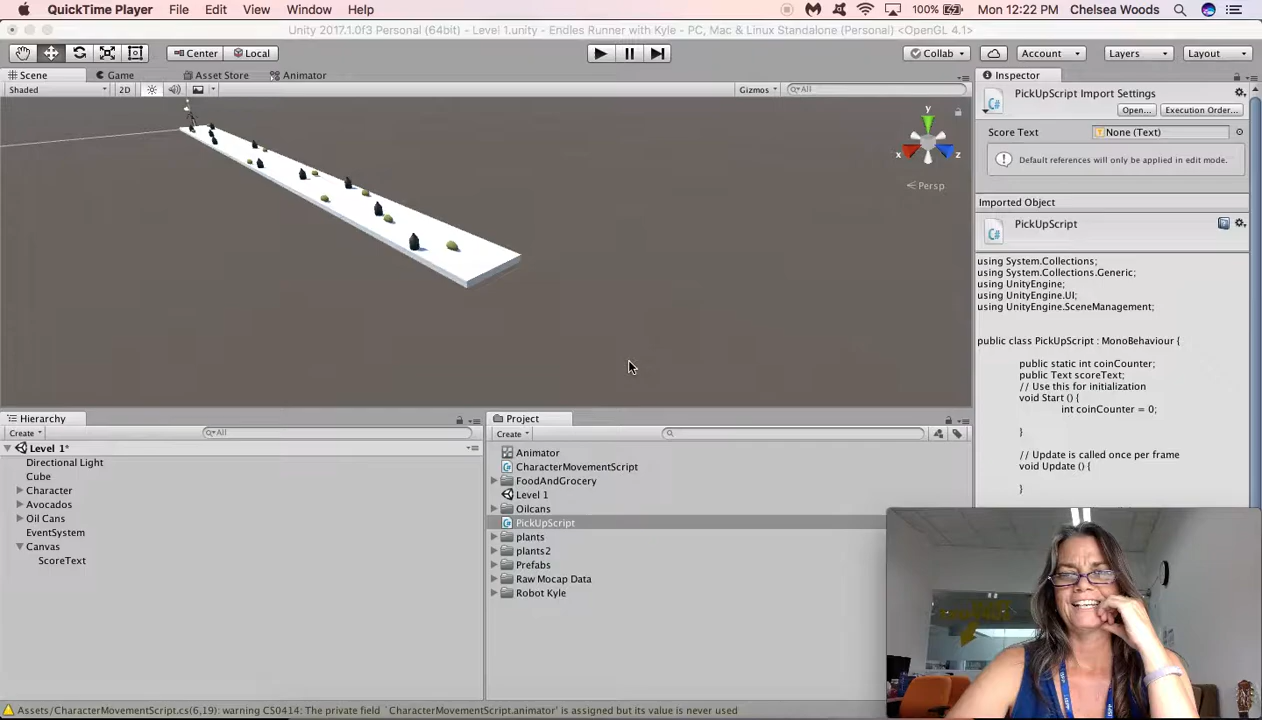 QuickTime Player File Edit View Window Help 100% Mon 12:22 PM Chelsea Woods
Unity 2017.1.0f3 Personal (64bit) - Level 1.unity - Endles Runner with Kyle - PC, Mac & Linux Standalone (Personal) <OpenGL 4.1>
Center Local Collab Account Layers Layout
Scene Game Asset Store Animator Inspector
Shaded 2D Gizmos All
PickUpScript Import Settings
Open... Execution Order...
Score Text None (Text)
Default references will only be applied in edit mode.
y
x z
Persp
Imported Object
PickUpScript
using System.Collections;
using System.Collections.Generic;
using UnityEngine;
using UnityEngine.UI;
using UnityEngine.SceneManagement;
public class PickUpScript : MonoBehaviour {
public static int coinCounter;
public Text scoreText;
// Use this for initialization
void Start () {
int coinCounter = 0;
}
// Update is called once per frame
void Update () {
}
Hierarchy
Create All
Level 1*
Directional Light
Cube
Character
Avocados
Oil Cans
EventSystem
Canvas
ScoreText
Project
Create
Animator
CharacterMovementScript
FoodAndGrocery
Level 1
Oilcans
PickUpScript
plants
plants2
Prefabs
Raw Mocap Data
Robot Kyle
Assets/CharacterMovementScript.cs(6,19): warning CS0414: The private field `CharacterMovementScript.animator' is assigned but its value is never used